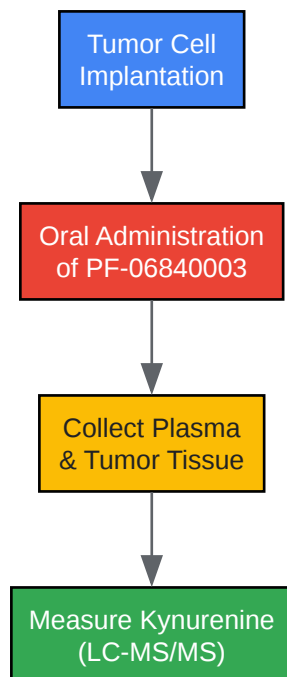 Tumor Cell
Implantation
Oral Administration
of PF-06840003
Collect Plasma
& Tumor Tissue
Measure Kynurenine
(LC-MS/MS)